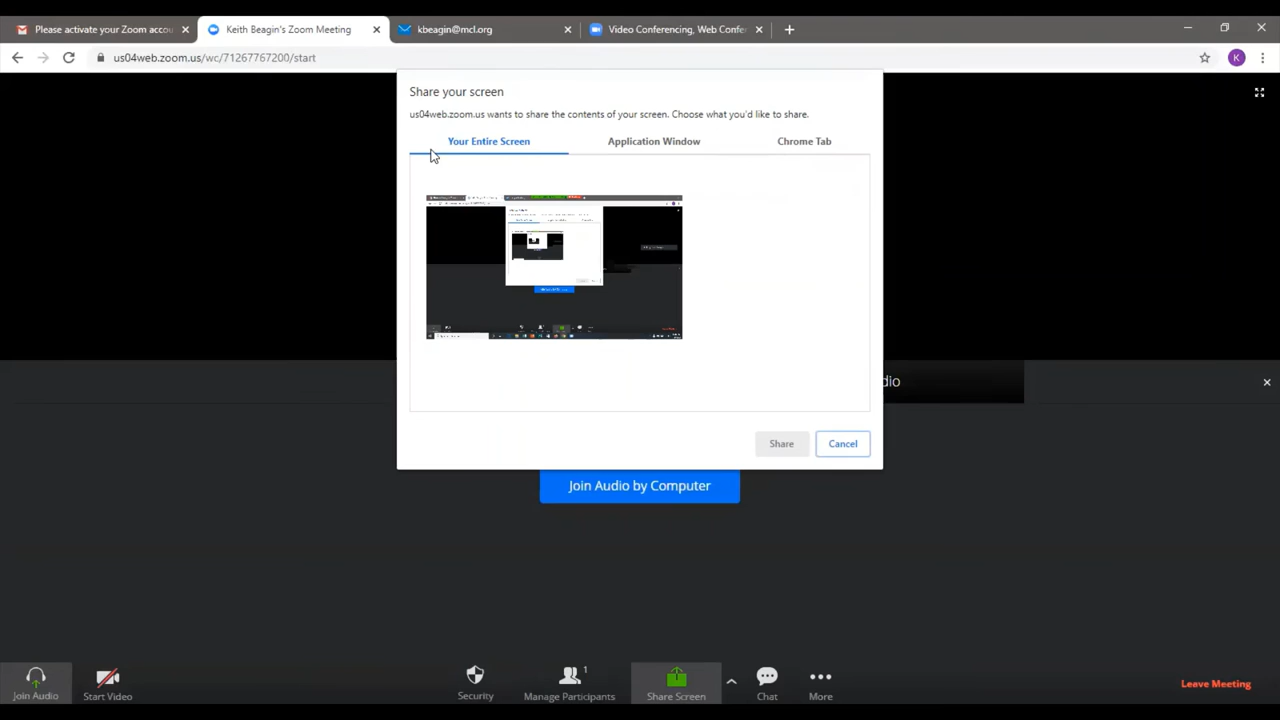 Please activate your Zoom accou
Keith Beagin's Zoom Meeting
kbeagin@mcl.org
Video Conferencing, Web Confe
us04web.zoom.us/wc/71267767200/start
K
Share your screen
us04web.zoom.us wants to share the contents of your screen. Choose what you'd like to share.
Your Entire Screen
Application Window
Chrome Tab
dio
Share
Cancel
Join Audio by Computer
Join Audio
Start Video
Security
1
Manage Participants
Share Screen
Chat
More
Leave Meeting